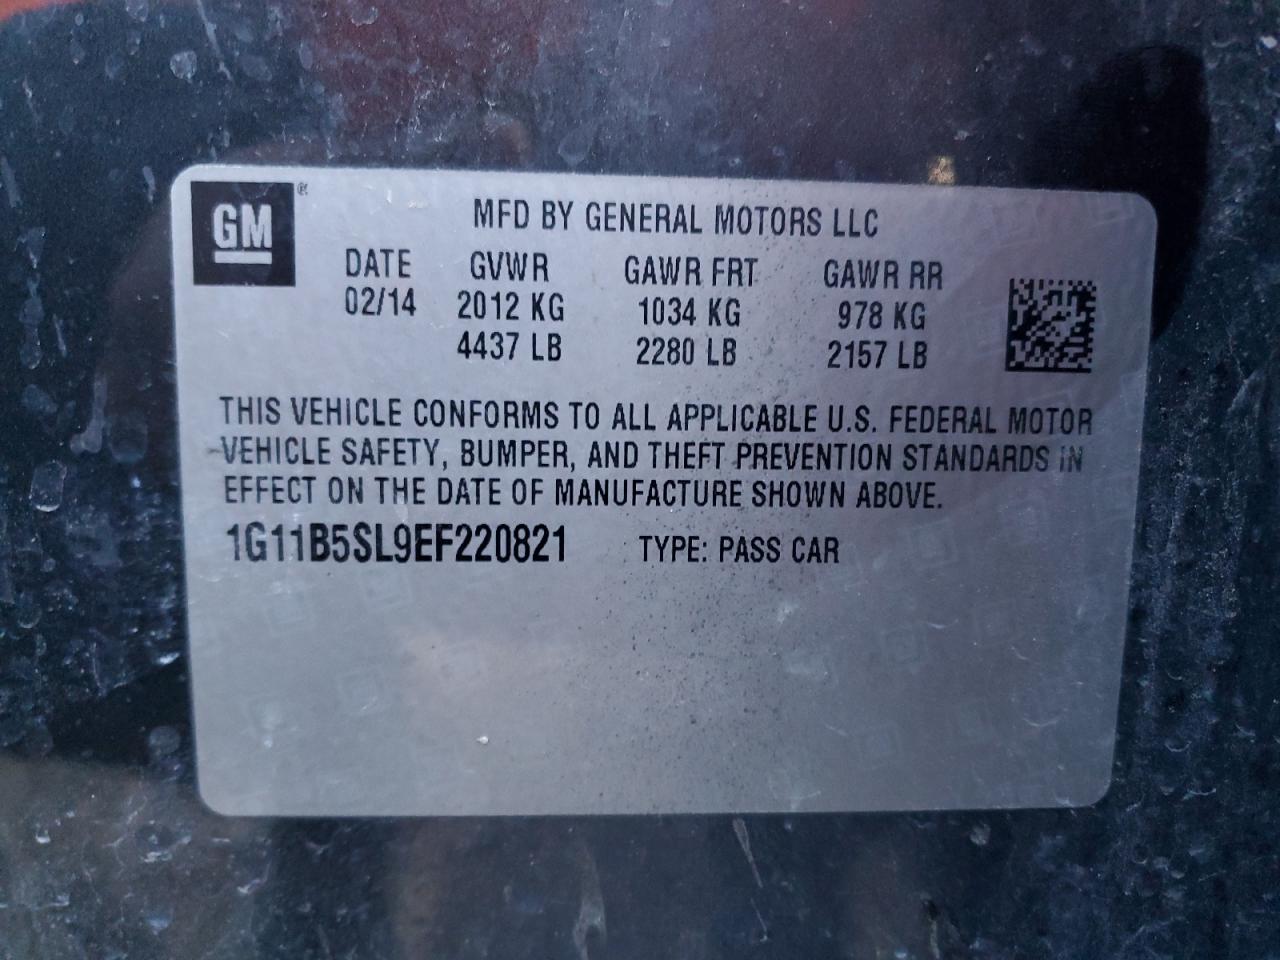 GM®
MFD BY GENERAL MOTORS LLC
DATE GVWR GAWR FRT GAWR RR
02/14 2012 KG 1034 KG 978 KG
4437 LB 2280 LB 2157 LB
THIS VEHICLE CONFORMS TO ALL APPLICABLE U.S. FEDERAL MOTOR
VEHICLE SAFETY, BUMPER, AND THEFT PREVENTION STANDARDS IN
EFFECT ON THE DATE OF MANUFACTURE SHOWN ABOVE.
1G11B5SL9EF220821 TYPE: PASS CAR